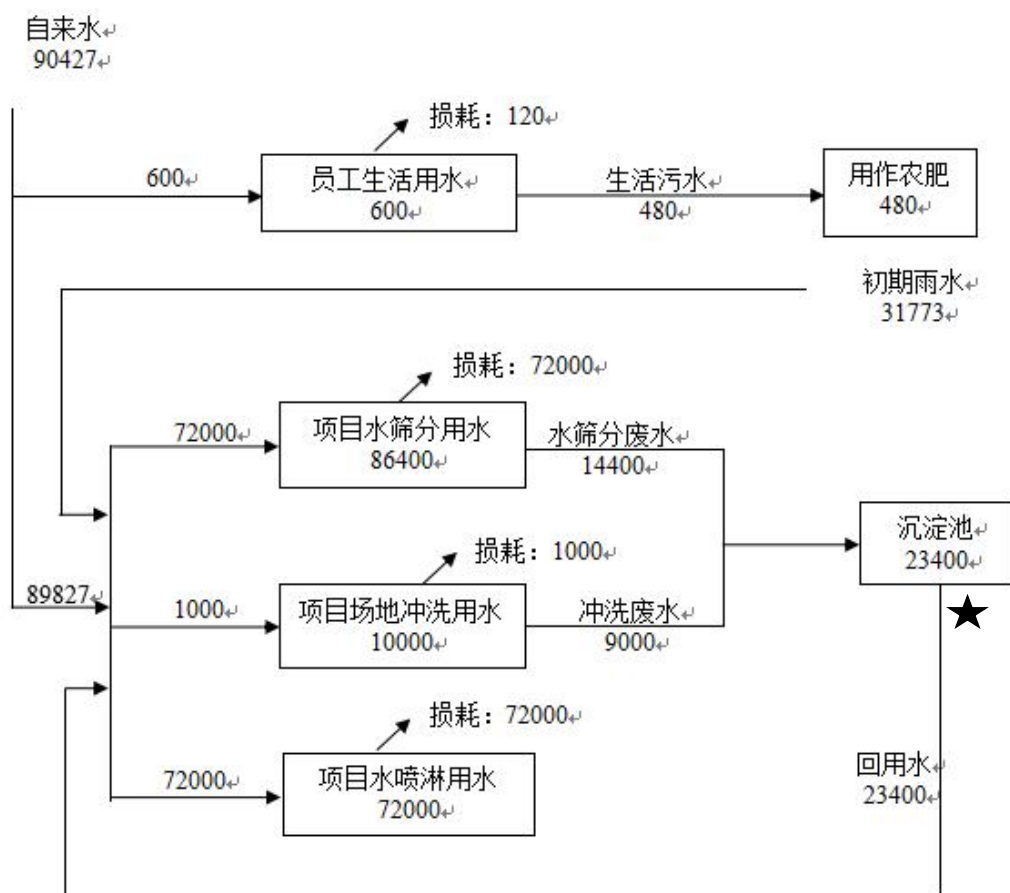 自来水
90427
损耗：120
600
员工生活用水
600
生活污水
480
用作农肥
480
初期雨水
31773
损耗：72000
72000
项目水筛分用水
86400
水筛分废水
14400
沉淀池
23400
损耗：1000
89827
1000
项目场地冲洗用水
10000
冲洗废水
9000
损耗：72000
72000
项目水喷淋用水
72000
回用水
23400